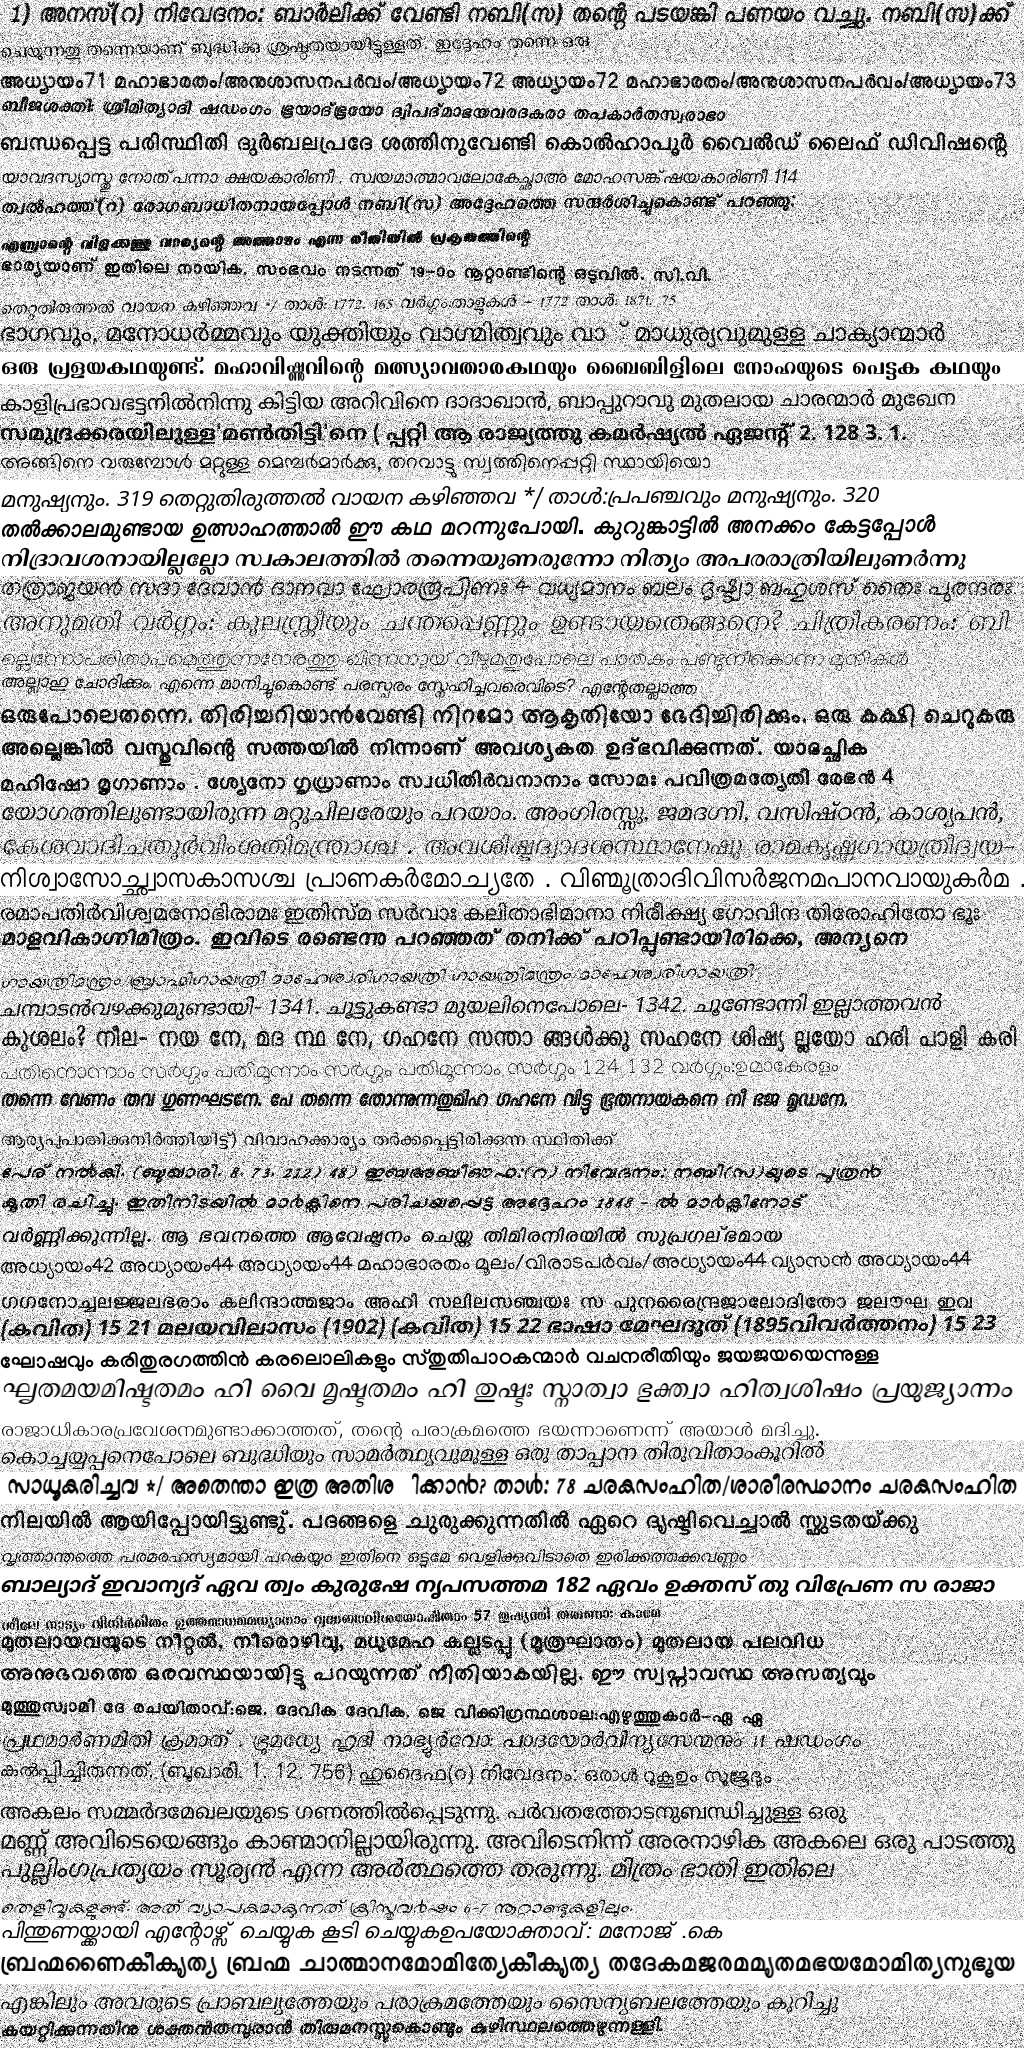 1) അനസ്(റ) നിവേദനം: ബാർലിക്ക് വേണ്ടി നബി(സ) തന്റെ പടയങ്കി പണയം വച്ചു. നബി(സ)ക്ക്
ചെയുന്നതു തന്നെയാണ് ബുദ്ധിക്കു ശ്രേഷ്ഠതയായിട്ടുള്ളത്. ഇദ്ദേഹം തന്നെ ഒരു
അധ്യായം71 മഹാഭാരതം/അനുശാസനപർവം/അധ്യായം72 അധ്യായം72 മഹാഭാരതം/അനുശാസനപർവം/അധ്യായം73
ബീജശക്തി: ശ്രീമിത്യാദി ഷഡംഗം ഭൂയാദ്ഭൂയോ ദ്വിപദ്മാഭയവരദകരാ തപ്തകാർതസ്വരാഭാ
ബന്ധപ്പെട്ട പരിസ്ഥിതി ദുർബലപ്രദേ ശത്തിനുവേണ്ടി കൊൽഹാപൂർ വൈൽഡ് ലൈഫ് ഡിവിഷന്റെ
യാവദസ്യാസ്തു നോത്പന്നാ ക്ഷയകാരിണീ . സ്വയമാത്മാവലോകേച്ഛാഅ മോഹസങ്ക്ഷയകാരിണീ 114
ത്വൽഹത്ത്(റ) രോഗബാധിതനായപ്പോൾ നബി(സ) അദ്ദേഹത്തെ സന്ദർശിച്ചുകൊണ്ട് പറഞ്ഞു:
എമ്പ്രാന്റെ വിളക്കത്തു വാര്യന്റെ അത്താഴം എന്ന രീതിയിൽ പ്രകൃതത്തിന്റെ
ഭാര്യയാണ് ഇതിലെ നായിക. സംഭവം നടന്നത് 19-ാം നൂറ്റാണ്ടിന്റെ ഒടുവിൽ. സി.വി.
തെറ്റുതിരുത്തൽ വായന കഴിഞ്ഞവ */ താൾ: 1772. 165 വർഗ്ഗം:താളുകൾ - 1772 താൾ: 1871. 75
ഭാഗവും, മനോധർമ്മവും യുക്തിയും വാഗ്മിത്വവും വാ ് മാധുര്യവുമുള്ള ചാക്യാന്മാർ
ഒരു പ്രളയകഥയുണ്ട്. മഹാവിഷ്ണുവിന്റെ മത്സ്യാവതാരകഥയും ബൈബിളിലെ നോഹയുടെ പെട്ടക കഥയും
കാളിപ്രഭാവഭട്ടനിൽനിന്നു കിട്ടിയ അറിവിനെ ദാദാഖാൻ, ബാപ്പുറാവു മുതലായ ചാരന്മാർ മുഖേന
സമുദ്രക്കരയിലുള്ള'മൺതിട്ടി'നെ ( പ്പറ്റി ആ രാജ്യത്തു കമർഷ്യൽ ഏജന്റ് 2. 128 3. 1.
അങ്ങിനെ വരുമ്പോൾ മറ്റുള്ള മെമ്പർമാർക്കു, തറവാട്ടു സ്വത്തിനെപ്പറ്റി സ്ഥായിയൊ
മനുഷ്യനും. 319 തെറ്റുതിരുത്തൽ വായന കഴിഞ്ഞവ */ താൾ:പ്രപഞ്ചവും മനുഷ്യനും. 320
തൽക്കാലമുണ്ടായ ഉത്സാഹത്താൽ ഈ കഥ മറന്നുപോയി. കുറുങ്കാട്ടിൽ അനക്കം കേട്ടപ്പോൾ
നിദ്രാവശനായില്ലല്ലോ സ്വകാലത്തിൽ തന്നെയുണരുന്നോ നിത്യം അപരരാത്രിയിലുണർന്നു
തത്രാജയൻ സദാ ദേവാൻ ദാനവാ ഘോരരൂപിണഃ 4 വധ്യമാനം ബലം ദൃഷ്ട്വാ ബഹുശസ് തൈഃ പുരന്ദരഃ
അനുമതി വർഗ്ഗം: കുലസ്ത്രീയും ചന്തപ്പെണ്ണും ഉണ്ടായതെങ്ങനെ? ചിത്രീകരണം: ബി
അല്ലാഹു ചോദിക്കും. എന്നെ മാനിച്ചുകൊണ്ട് പരസ്പരം സ്നേഹിച്ചവരെവിടെ? എന്റേതല്ലാത്ത
ഒരുപോലെതന്നെ. തിരിച്ചറിയാൻവേണ്ടി നിറമോ ആകൃതിയോ ഭേദിച്ചിരിക്കും. ഒരു കക്ഷി ചെറുകരു
അല്ലെങ്കിൽ വസ്തുവിന്റെ സത്തയിൽ നിന്നാണ് അവശ്യകത ഉദ്ഭവിക്കുന്നത്. യാദൃച്ഛിക
മഹിഷോ മൃഗാണാം . ശ്യേനോ ഗൃധ്രാണാം സ്വധിതിർവനാനാം സോമഃ പവിത്രമത്യേതി രേഭൻ 4
യോഗത്തിലുണ്ടായിരുന്ന മറ്റുചിലരേയും പറയാം. അംഗിരസ്സു, ജമദഗ്നി, വസിഷ്ഠൻ, കാശ്യപൻ,
കേശവാദിചതുർവിംശതിമന്ത്രാശ്ച . അവശിഷ്ടദ്വാദശസ്ഥാനേഷു രാമകൃഷ്ണഗായത്രീദ്വയ-
നിശ്വാസോച്ഛ്വാസകാസശ്ച പ്രാണകർമോച്യതേ . വിണ്മൂത്രാദിവിസർജനമപാനവായുകർമ .
രമാപതിർവിശ്വമനോഭിരാമഃ ഇതിസ്മ സർവാഃ കലിതാഭിമാനാ നിരീക്ഷ്യ ഗോവിന്ദ തിരോഹിതോ ഭൂഃ
മാളവികാഗ്നിമിത്രം. ഇവിടെ രണ്ടെന്നു പറഞ്ഞത് തനിക്ക് പഠിപ്പുണ്ടായിരിക്കെ, അന്യനെ
ഗായത്രിമന്ത്രം ബ്രാഹ്മിഗായത്രി മാഹേശ്വരിഗായത്രി ഗായത്രിമന്ത്രം മാഹേശ്വരിഗായത്രി
ചമ്പാടൻവഴക്കുമുണ്ടായി- 1341. ചൂട്ടുകണ്ടാ മുയലിനെപോലെ- 1342. ചൂണ്ടോന്നി ഇല്ലാത്തവൻ
കുശലം? നീല- നയ നേ, മദ സ്ഥ നേ, ഗഹനേ സന്താ ങ്ങൾക്കു സഹനേ ശിഷ്യ ല്ലയോ ഹരി പാളി കരി
പതിനൊന്നാം സർഗ്ഗം പതിമൂന്നാം സർഗ്ഗം പതിമൂന്നാം സർഗ്ഗം 124 132 വർഗ്ഗം:ഉമാകേരളം
തന്നെ വേണം തവ ഗുണഘടനേ. പേ തന്നെ തോന്നുന്നതുമിഹ ഗഹനേ വിട്ടു ഭൂതനായകനെ നീ ഭജ മൃഡനേ.
ആര്യപുപാന്തിക്കുനിർത്തിയിട്ട്) വിവാഹക്കാര്യം തർക്കപ്പെട്ടിരിക്കുന്ന സ്ഥിതിക്ക്
പേര് നൽകി. (ബുഖാരി. 8. 73. 212) 48) ഇബ്നുഅബീഔഫ:(റ) നിവേദനം: നബി(സ)യുടെ പുത്രൻ
കൃതി രചിച്ചു. ഇതിനിടയിൽ മാർക്സിനെ പരിചയപ്പെട്ട അദ്ദേഹം 1848 - ൽ മാർക്സിനോട്
വർണ്ണിക്കുന്നില്ല. ആ ഭവനത്തെ ആവേഷ്ടനം ചെയ്ത തിമിരനിരയിൽ സുപ്രഗല്ഭമായ
അധ്യായം42 അധ്യായം44 അധ്യായം44 മഹാഭാരതം മൂലം/വിരാടപർവം/അധ്യായം44 വ്യാസൻ അധ്യായം44
ഗഗനോച്ചലജ്ജലഭരാം കലിന്ദാത്മജാം അഹി സലിലസഞ്ചയഃ സ പുനരൈന്ദ്രജാലോദിതോ ജലൗഘ ഇവ
(കവിത) 15 21 മലയവിലാസം (1902) (കവിത) 15 22 ഭാഷാ മേഘദൂത് (1895വിവർത്തനം) 15 23
ഘോഷവും കരിതുരഗത്തിൻ കരലൊലികളും സ്തുതിപാഠകന്മാർ വചനരീതിയും ജയജയയെന്നുള്ള
ഘൃതമയമിഷ്ടതമം ഹി വൈ മൃഷ്ടതമം ഹി തുഷ്ടഃ സ്നാത്വാ ഭുക്ത്വാ ഹിത്വശിഷം പ്രയുജ്യാന്നം
രാജാധികാരപ്രവേശനമുണ്ടാക്കാത്തത്, തന്റെ പരാക്രമത്തെ ഭയന്നാണെന്ന് അയാൾ മദിച്ചു.
കൊച്ചയ്യപ്പനെപോലെ ബുദ്ധിയും സാമർത്ഥ്യവുമുള്ള ഒരു താപ്പാന തിരുവിതാംകൂറിൽ
സാധൂകരിച്ചവ */ അതെന്താ ഇത്ര അതിശ ിക്കാൻ? താൾ: 78 ചരകസംഹിത/ശാരീരസ്ഥാനം ചരകസംഹിത
നിലയിൽ ആയിപ്പോയിട്ടുണ്ടു്. പദങ്ങളെ ചുരുക്കുന്നതിൽ ഏറെ ദൃഷ്ടിവെച്ചാൽ സ്ഫുടതയ്ക്കു
വൃത്താന്തത്തെ പരമരഹസ്യമായി പറകയും ഇതിനെ ഒട്ടുമേ വെളിക്കുവിടാതെ ഇരിക്കത്തക്കവണ്ണം
ബാല്യാദ് ഇവാന്യദ് ഏവ ത്വം കുരുഷേ നൃപസത്തമ 182 ഏവം ഉക്തസ് തു വിപ്രേണ സ രാജാ
മുതലായവയുടെ നീറ്റൽ, നീരൊഴിവു, മധുമേഹ കല്ലടപ്പു (മൂത്രഘാതം) മുതലായ പലവിധ
അനുഭവത്തെ ഒരവസ്ഥയായിട്ടു പറയുന്നത് നീതിയാകയില്ല. ഈ സ്വപ്നാവസ്ഥ അസത്യവും
മുത്തുസ്വാമി ദേ രചയിതാവ്:ജെ. ദേവിക ദേവിക, ജെ വിക്കിഗ്രന്ഥശാല:എഴുത്തുകാർ-ഏ ഏ
പ്രഥമാർണമിതി ക്രമാത് . ഭ്രൂമധ്യേ ഹൃദി നാഭ്യൂർവോഃ പാദയോർവിന്യസേന്മനും 11 ഷഡംഗം
കൽപ്പിച്ചിരുന്നത്. (ബുഖാരി. 1. 12. 756) ഹുദൈഫ(റ) നിവേദനം: ഒരാൾ റുകൂഉം സുജൂദും
അകലം സമ്മർദമേഖലയുടെ ഗണത്തിൽപ്പെടുന്നു. പർവതത്തോടനുബന്ധിച്ചുള്ള ഒരു
മണ്ണ് അവിടെയെങ്ങും കാണ്മാനില്ലായിരുന്നു. അവിടെനിന്ന് അരനാഴിക അകലെ ഒരു പാടത്തു
പുല്ലിംഗപ്രത്യയം സൂര്യൻ എന്ന അർത്ഥത്തെ തരുന്നു. മിത്രം ഭാതി ഇതിലെ
തെളിവുകളുണ്ട്. അത് വ്യാപകമാകുന്നത് ക്രിസ്തുവർഷം 6-7 നൂറ്റാണ്ടുകളിലും.
പിന്തുണയ്ക്കായി എന്റോഴ്സ് ചെയ്യുക കൂടി ചെയ്യുകഉപയോക്താവ്: മനോജ് .കെ
ബ്രഹ്മണൈകീകൃത്യ ബ്രഹ്മ ചാത്മാനമോമിത്യേകീകൃത്യ തദേകമജരമമൃതമഭയമോമിത്യനുഭൂയ
എങ്കിലും അവരുടെ പ്രാബല്യത്തേയും പരാക്രമത്തേയും സൈന്യബലത്തേയും കുറിച്ചു
കയറ്റിക്കുന്നതിനു ശക്തൻതമ്പുരാൻ തിരുമനസ്സുകൊണ്ടും കഴിസ്ഥലത്തെഴുന്നള്ളി.